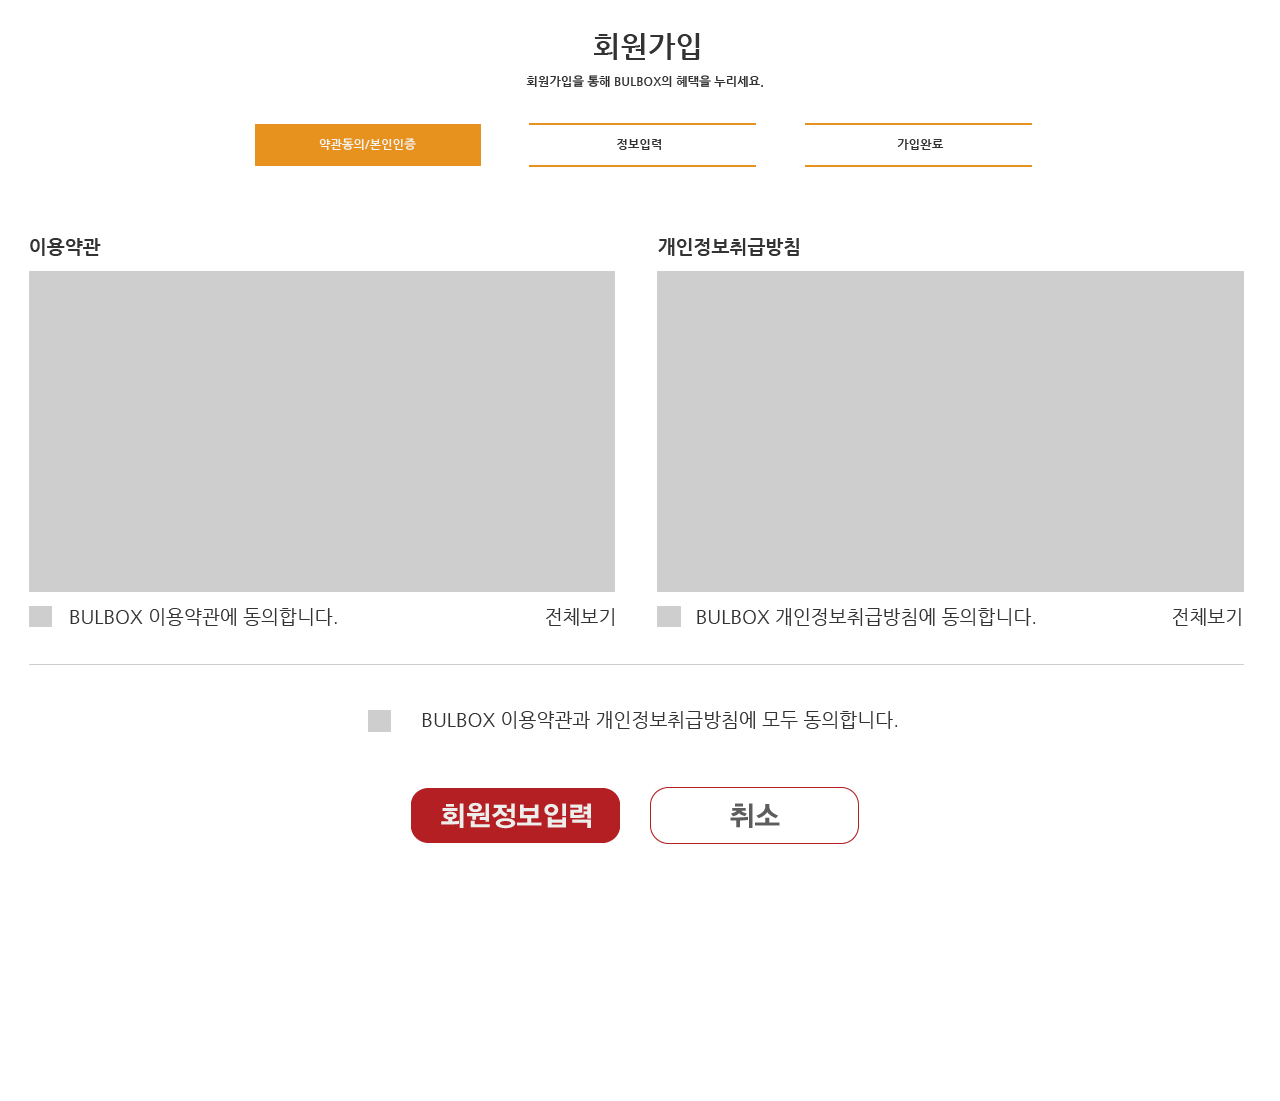 회원가입
회원가입을 통해 BULBOX의 혜택을 누리세요.
약관동의/본인인증 정보입력 가입완료
이용약관 개인정보취급방침
BULBOX 이용약관에 동의합니다. 전체보기 BULBOX 개인정보취급방침에 동의합니다. 전체보기
BULBOX 이용약관과 개인정보취급방침에 모두 동의합니다.
회원정보입력 취소